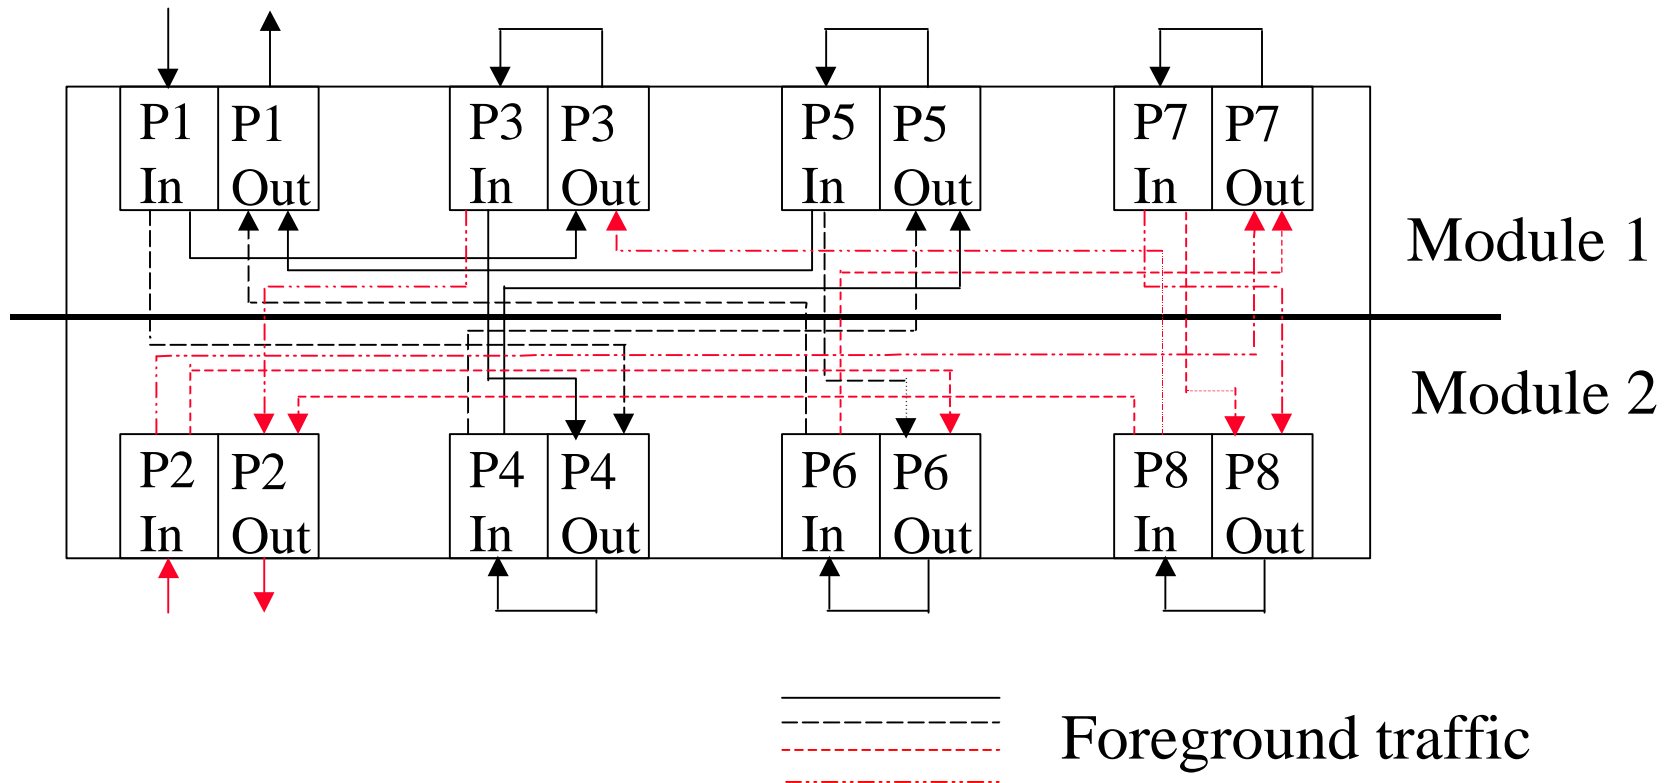 P1 P1 P3 P3 P5 P5 P7 P7
In Out In Out In Out In Out
Module 1
Module 2
P2 P2 P4 P4 P6 P6 P8 P8
In Out In Out In Out In Out
Foreground traffic